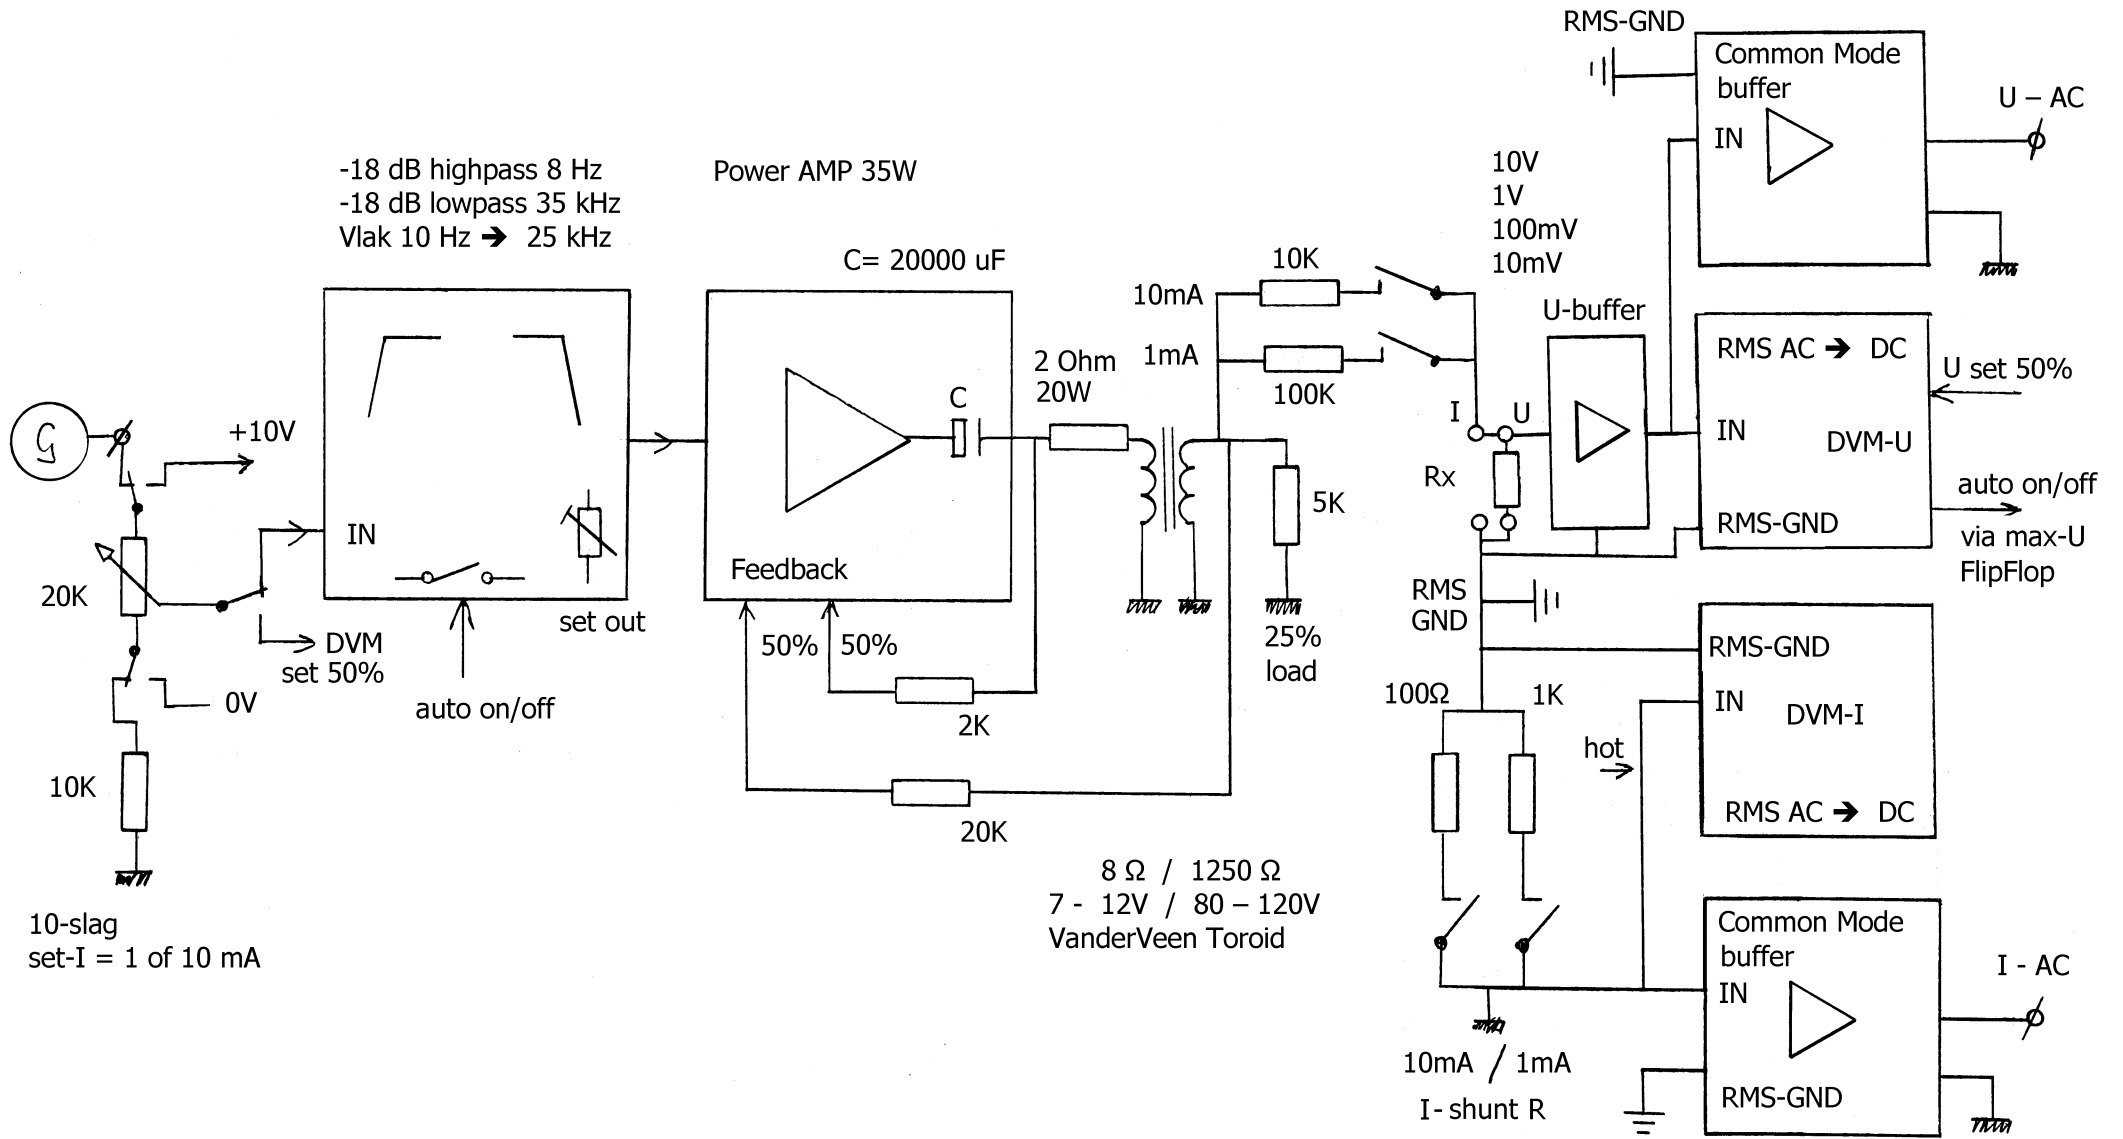 RMS-GND
Common Mode
buffer
IN
U – AC
-18 dB highpass 8 Hz
-18 dB lowpass 35 kHz
Vlak 10 Hz ➔ 25 kHz
Power AMP 35W
C= 20000 uF
10V
1V
100mV
10mV
10K
10mA
1mA
100K
2 Ohm
20W
U-buffer
RMS AC ➔ DC
U set 50%
IN
DVM-U
RMS-GND
auto on/off
via max-U
FlipFlop
G
+10V
C
I
U
Rx
5K
IN
20K
DVM
set 50%
0V
10K
10-slag
set-I = 1 of 10 mA
auto on/off
set out
Feedback
50%
50%
2K
20K
25%
load
RMS
GND
RMS-GND
IN
DVM-I
RMS AC ➔ DC
100Ω
1K
hot
8 Ω / 1250 Ω
7 - 12V / 80 – 120V
VanderVeen Toroid
Common Mode
buffer
IN
I - AC
RMS-GND
10mA / 1mA
I- shunt R